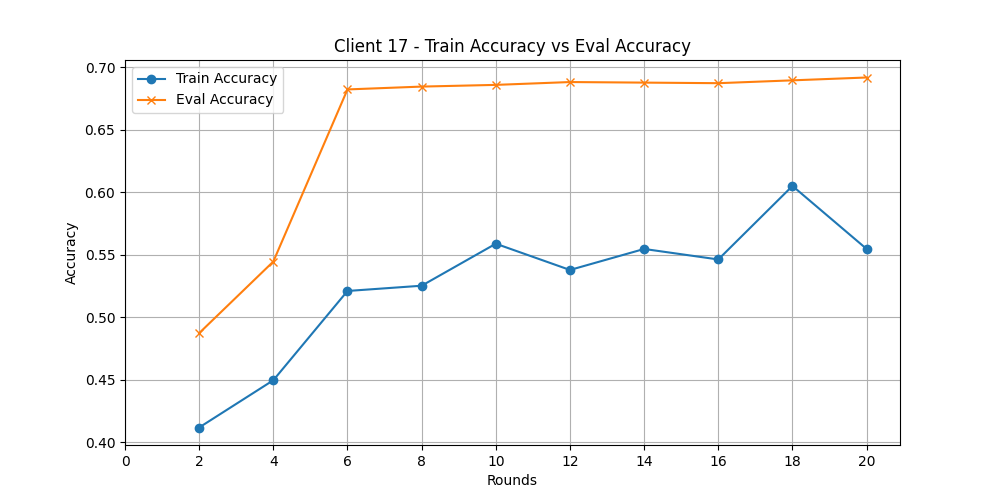 Client 17 - Train Accuracy vs Eval Accuracy
Train Accuracy
Eval Accuracy
0.70
0.65
0.60
0.55
0.50
0.45
0.40
Accuracy
0 2 4 6 8 10 12 14 16 18 20
Rounds